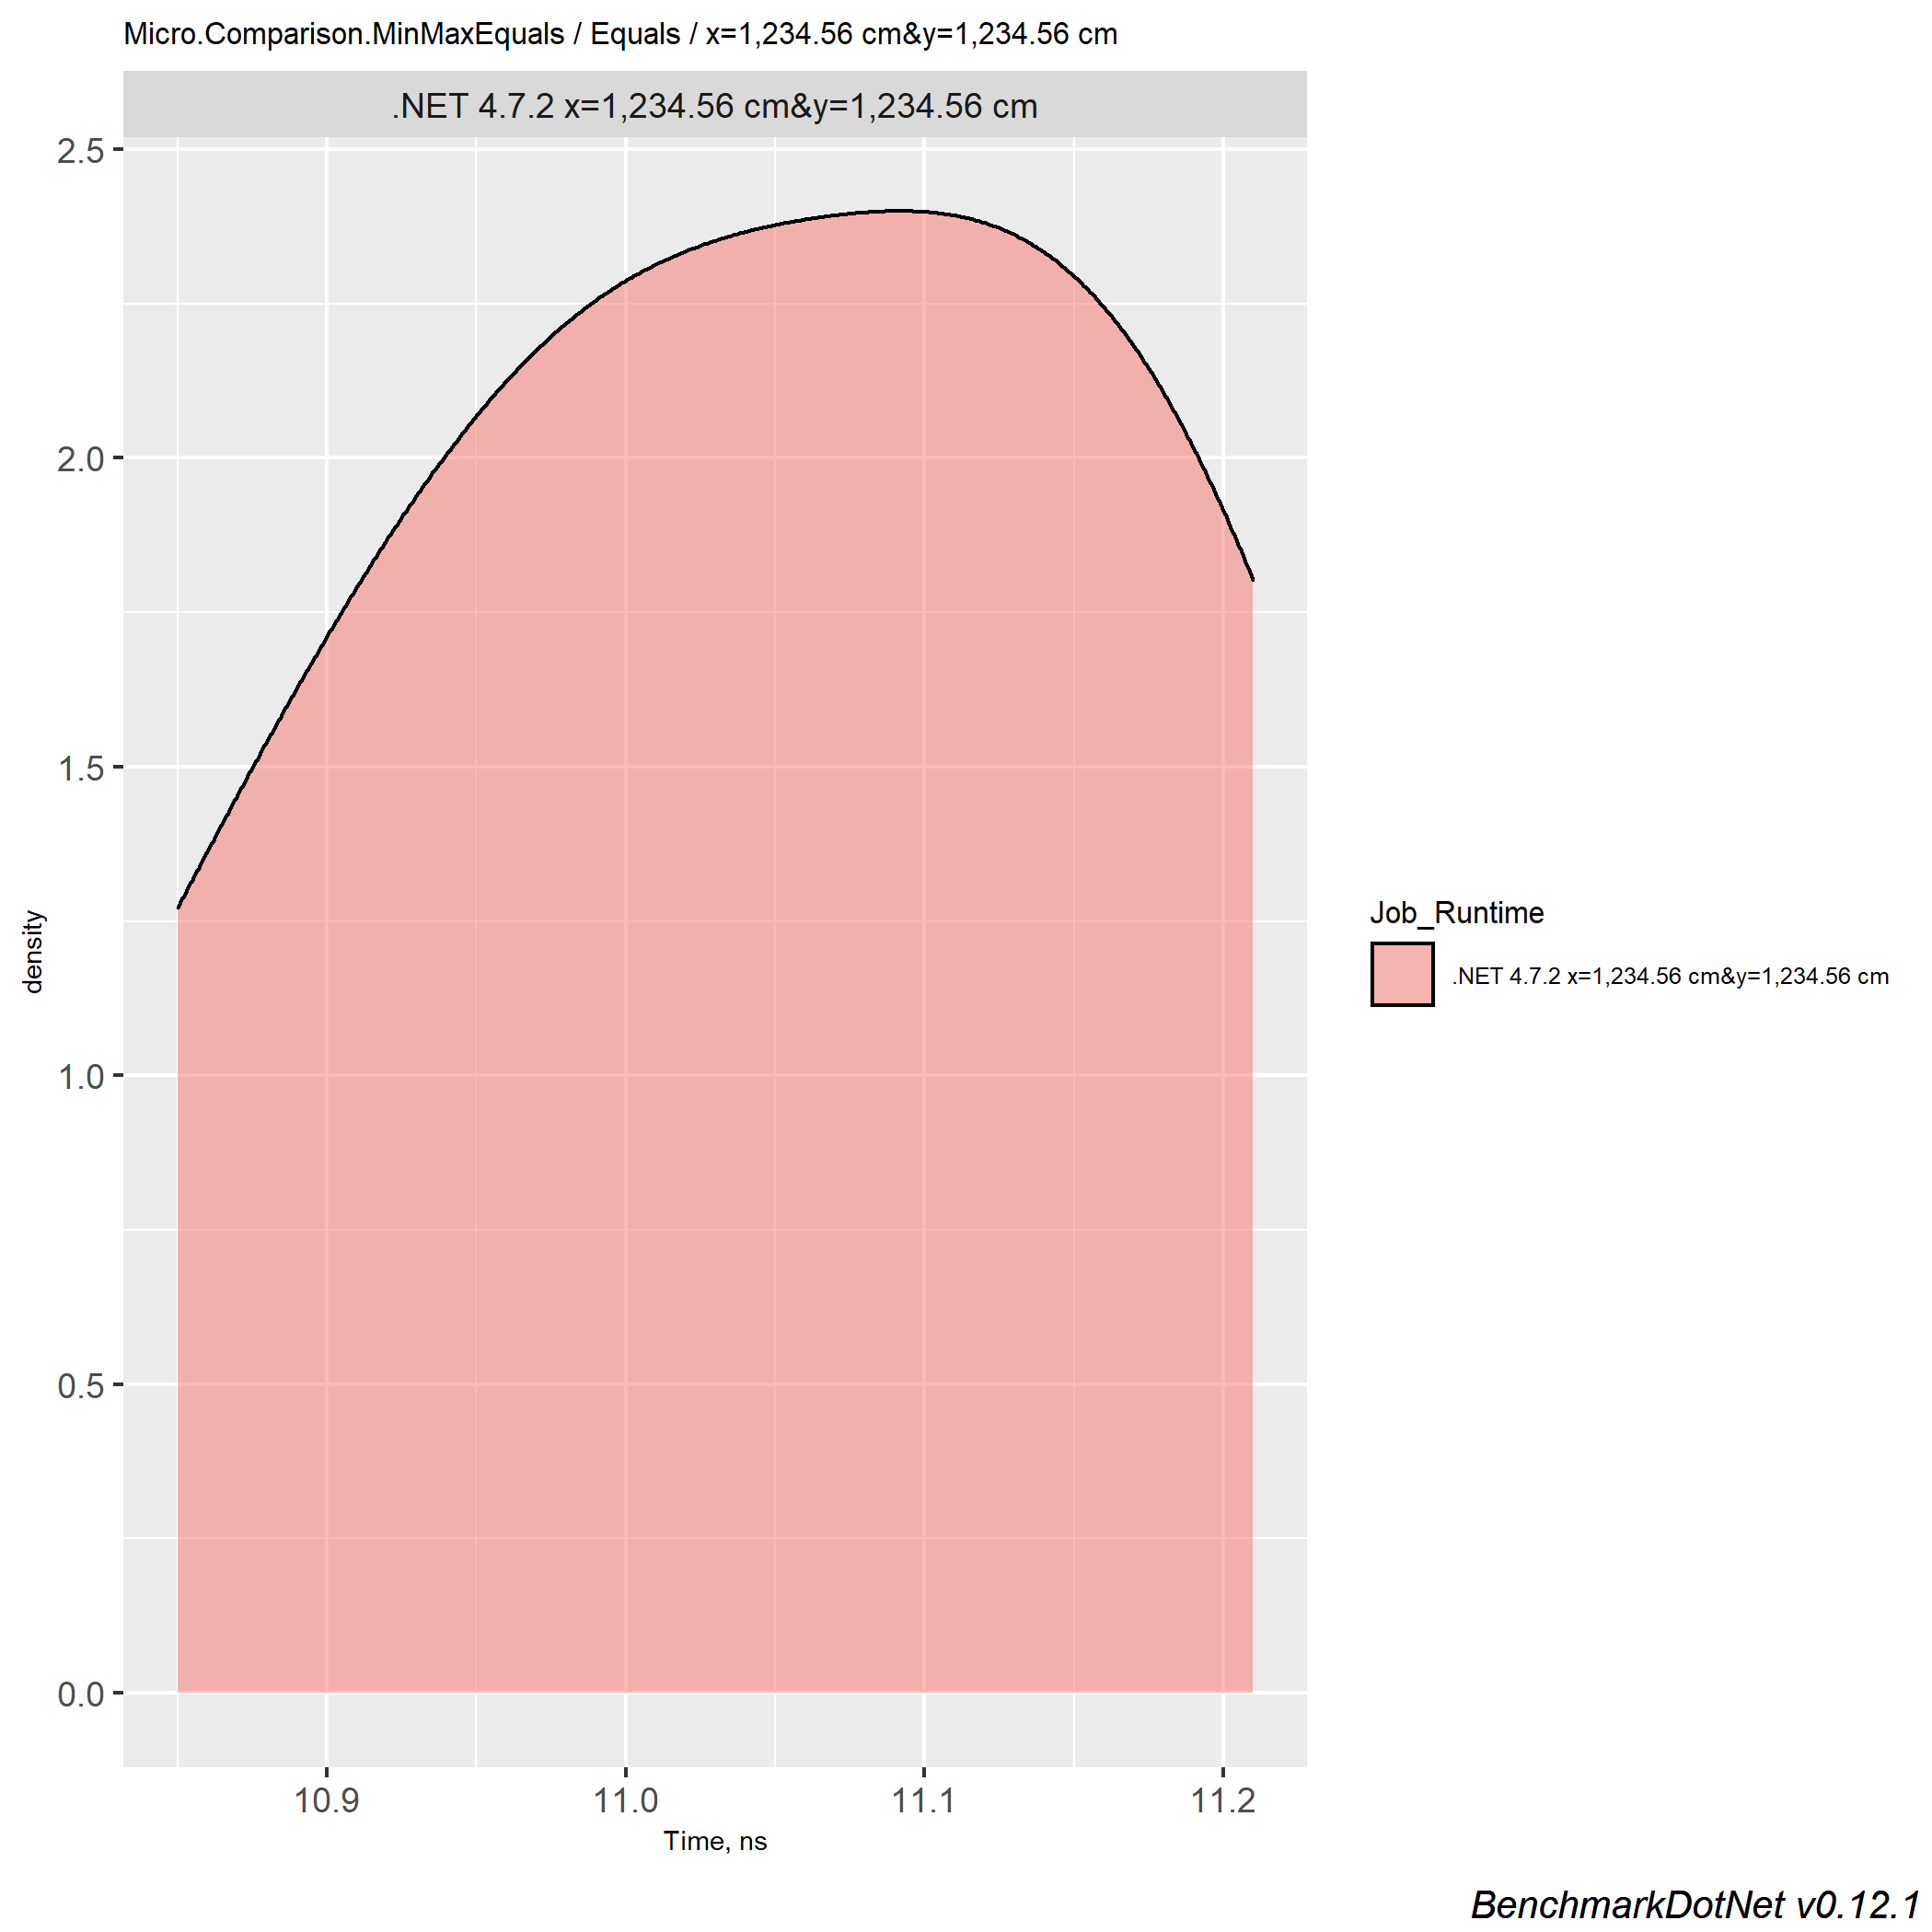 Micro.Comparison.MinMaxEquals / Equals / x=1,234.56 cm&y=1,234.56 cm
.NET 4.7.2 x=1,234.56 cm&y=1,234.56 cm
2.5
2.0
1.5
1.0
0.5
0.0
density
10.9 11.0 11.1 11.2
Time, ns
Job_Runtime
.NET 4.7.2 x=1,234.56 cm&y=1,234.56 cm
BenchmarkDotNet v0.12.1